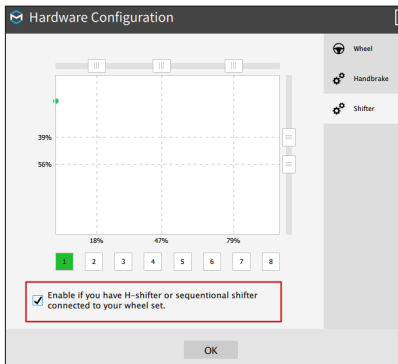 Hardware Configuration
Wheel
Handbrake
Shifter
39%
56%
18% 47% 79%
1 2 3 4 5 6 7 8
Enable if you have H-shifter or sequentional shifter
connected to your wheel set.
OK